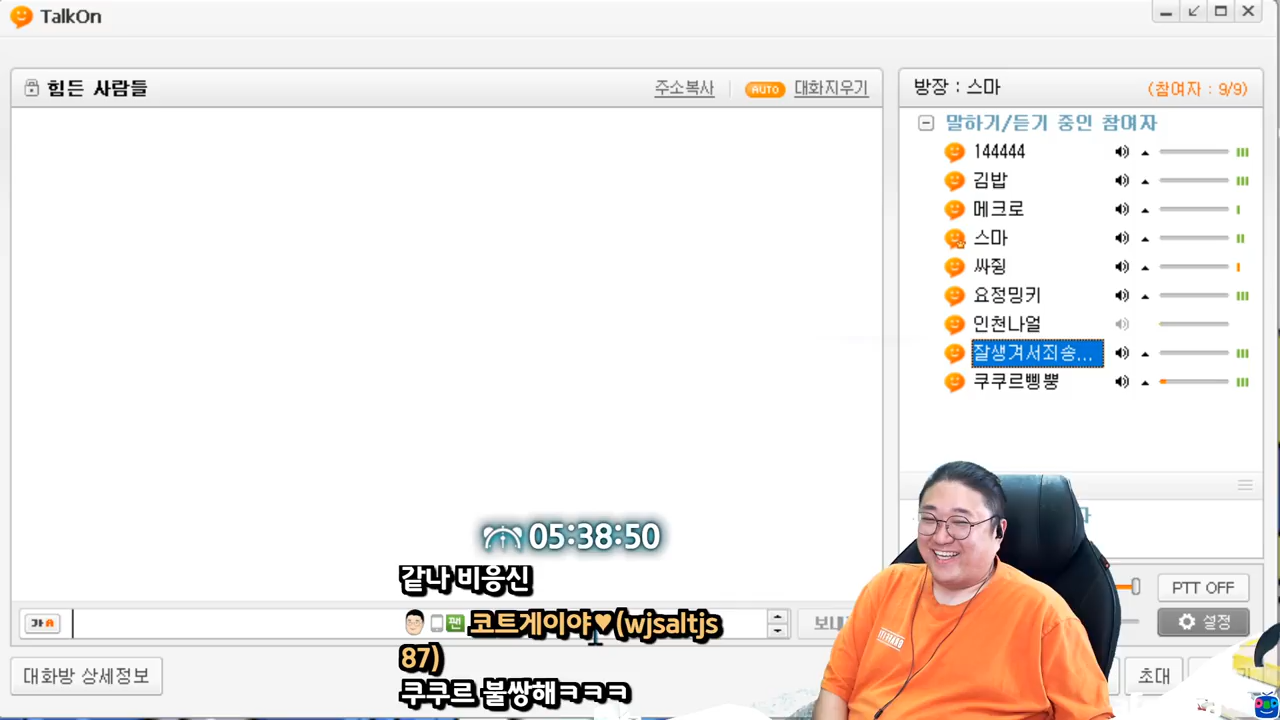 TalkOn
힘든 사람들
주소복사
AUTO
대화지우기
방장 : 스마
(참여자 : 9/9)
말하기/듣기 중인 참여자
144444
김밥
메크로
스마
싸줭
요정밍키
인천나얼
잘생겨서죄송...
쿠쿠르삥뽕
05:38:50
같나 비응신
팬 코트게이야♥(wjsaltjs
87)
쿠쿠르 불쌍해ㅋㅋㅋ
가
보내
자
PTT OFF
설정
대화방 상세정보
초대